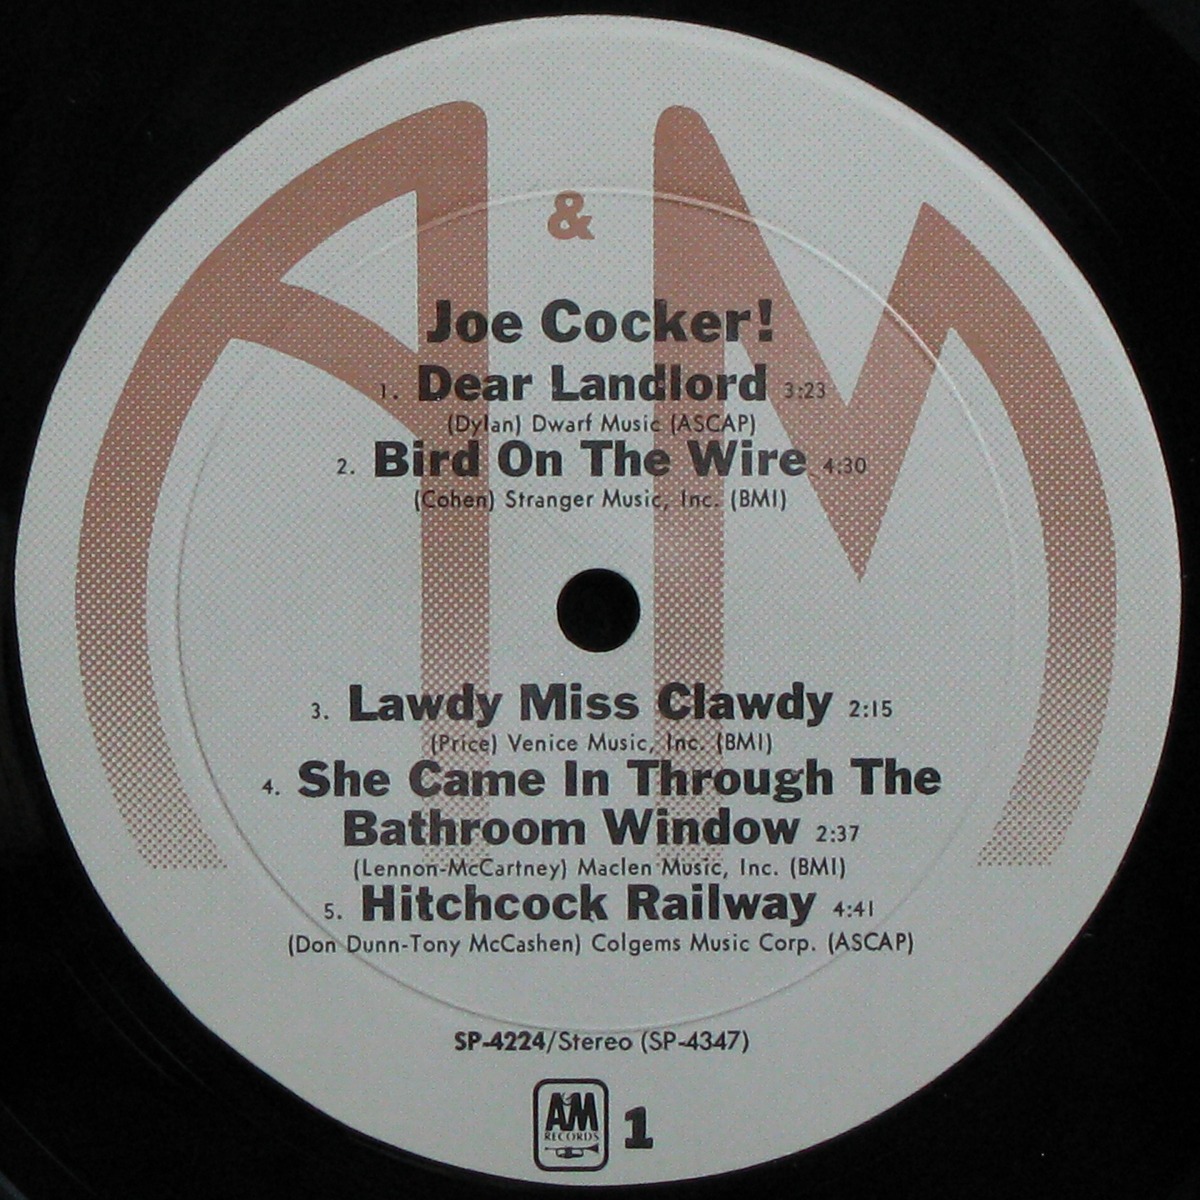 A & M
Joe Cocker!
1. Dear Landlord 3:23
(Dylan) Dwarf Music (ASCAP)
2. Bird On The Wire 4:30
(Cohen) Stranger Music, Inc. (BMI)
3. Lawdy Miss Clawdy 2:15
(Price) Venice Music, Inc. (BMI)
4. She Came In Through The
Bathroom Window 2:37
(Lennon-McCartney) Maclen Music, Inc. (BMI)
5. Hitchcock Railway 4:41
(Don Dunn-Tony McCashen) Colgems Music Corp. (ASCAP)
SP-4224/Stereo (SP-4347)
A&M
RECORDS
1